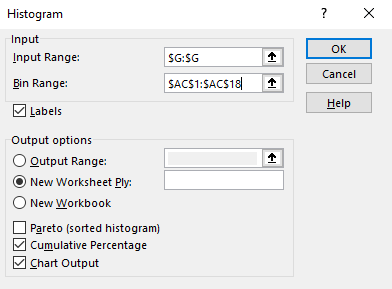 Histogram ? ×
Input
Input Range: $G:$G OK
Bin Range: $AC$1:$AC$18 Cancel
Labels Help
Output options
Output Range:
New Worksheet Ply:
New Workbook
Pareto (sorted histogram)
Cumulative Percentage
Chart Output